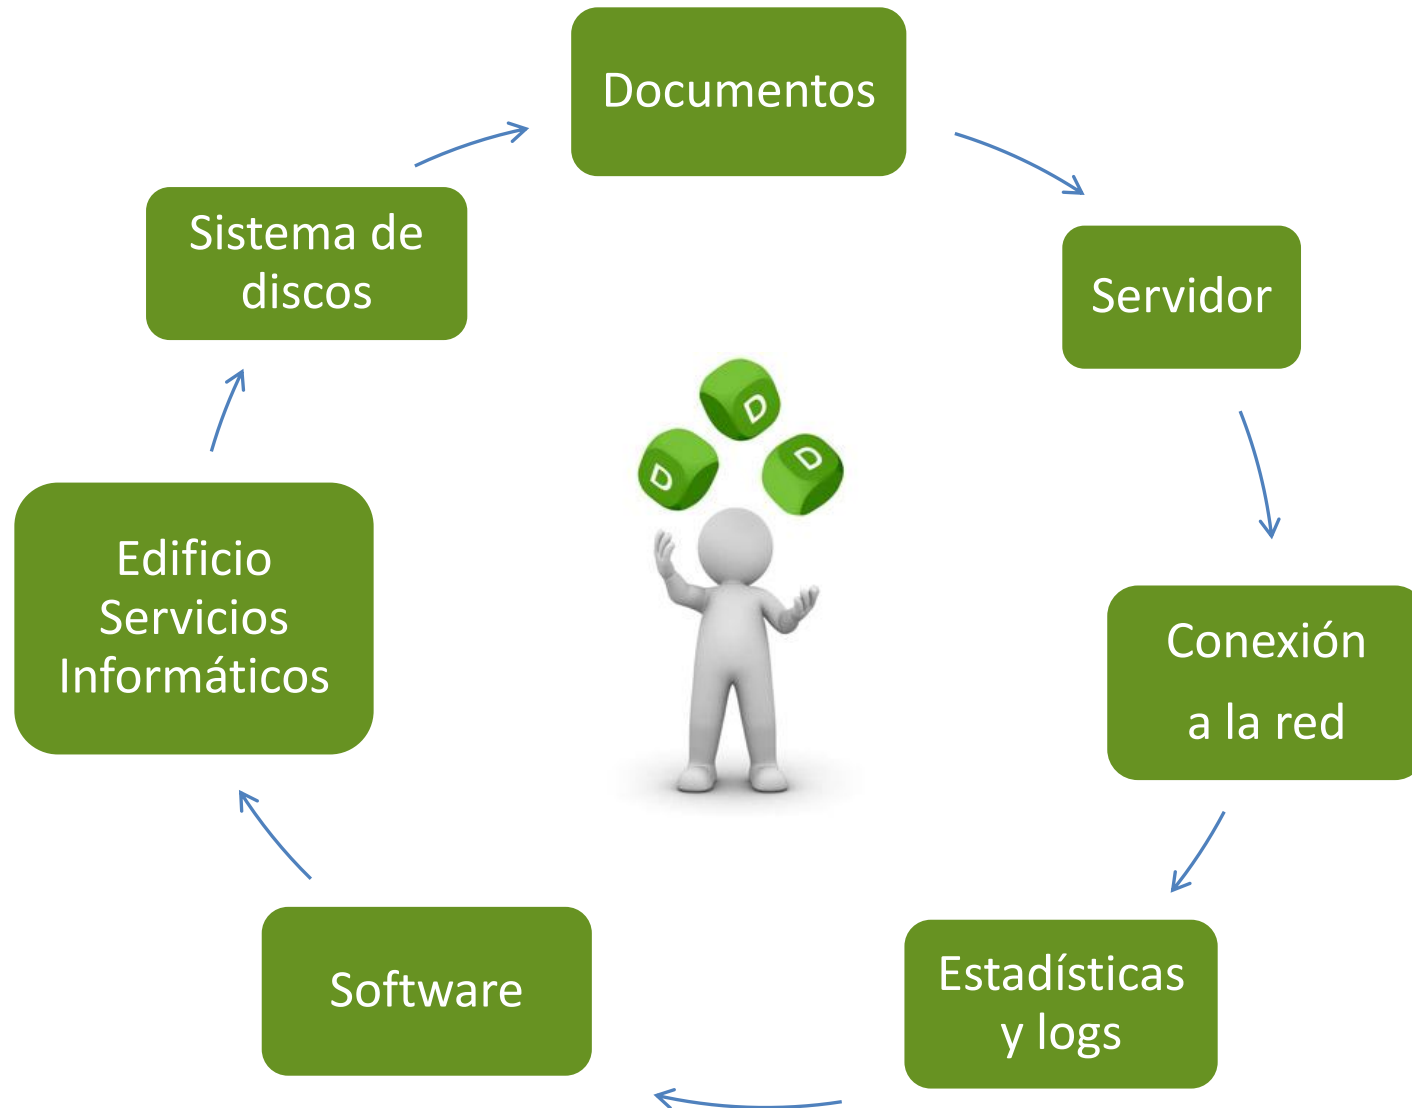 Documentos
Servidor
Conexión
a la red
Estadísticas
y logs
Software
Edificio
Servicios
Informáticos
Sistema de
discos
D
D
D